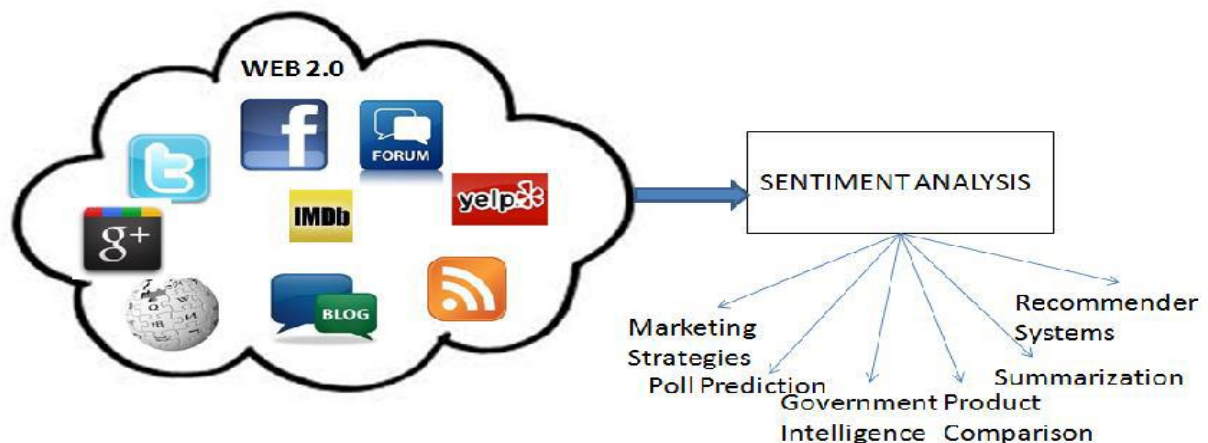 WEB 2.0
f
FORUM
t
IMDb
yelp
g+
BLOG
SENTIMENT ANALYSIS
Marketing
Strategies
Poll Prediction
Government
Intelligence
Product
Comparison
Summarization
Recommender
Systems